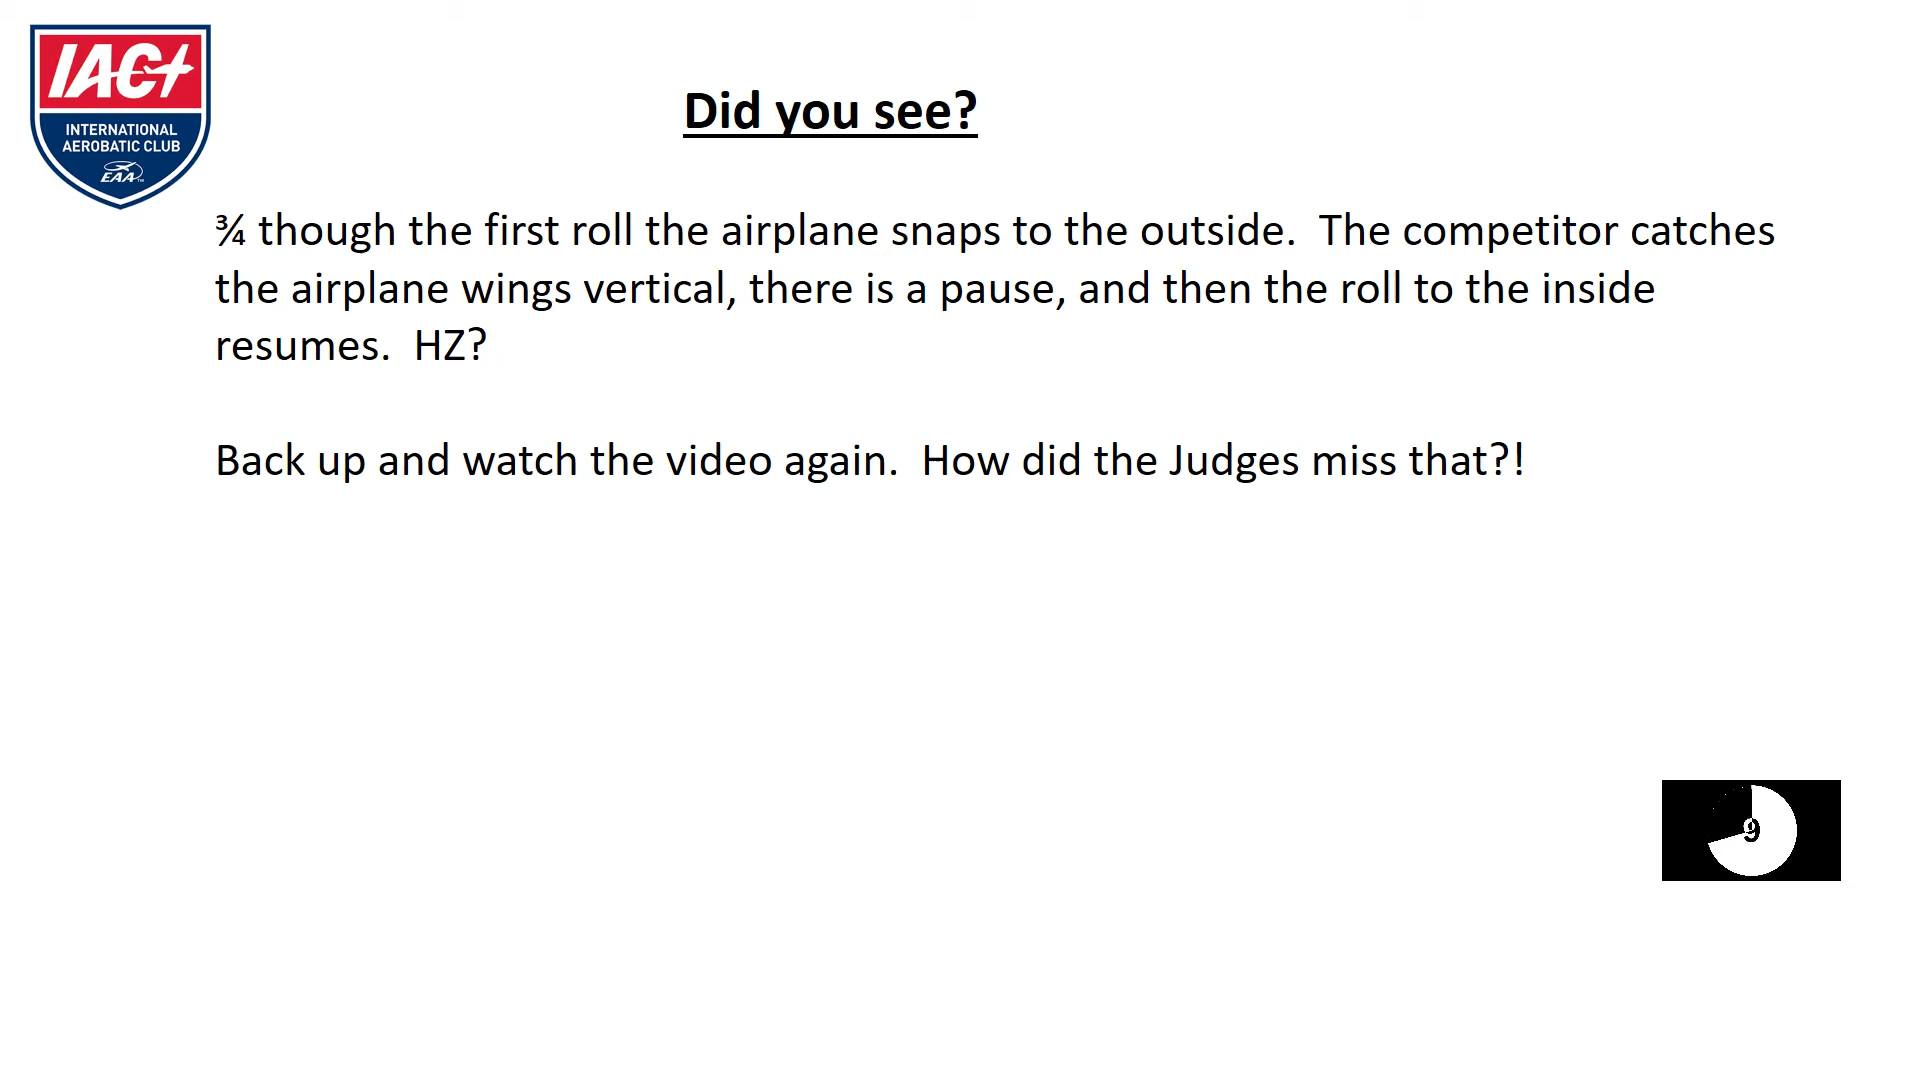 IAC
INTERNATIONAL
AEROBATIC CLUB
EAA
Did you see?
¾ though the first roll the airplane snaps to the outside.  The competitor catches
the airplane wings vertical, there is a pause, and then the roll to the inside
resumes.  HZ?
Back up and watch the video again.  How did the Judges miss that?!
9